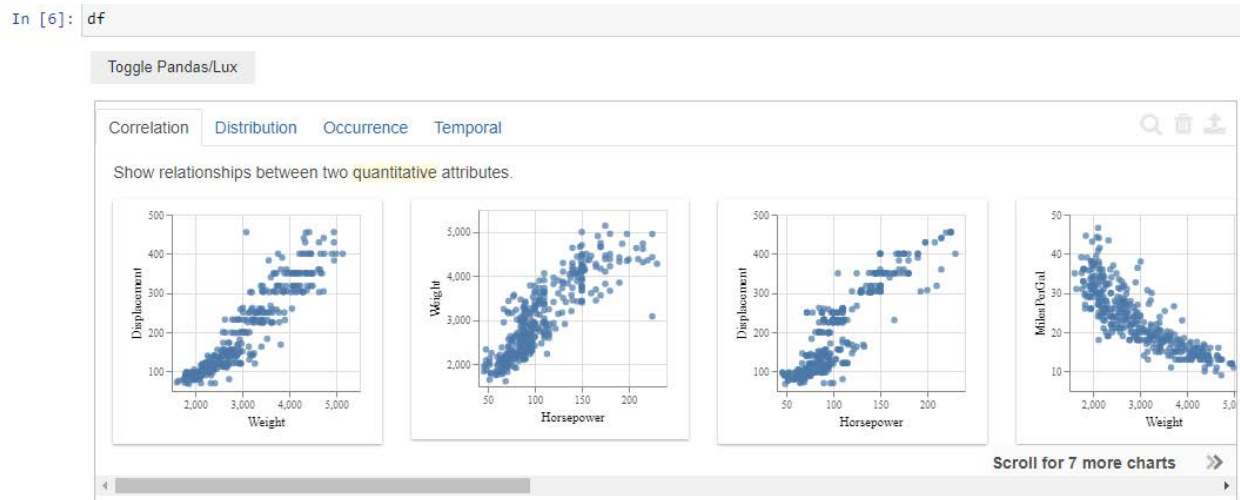 In [6]: df
Toggle Pandas/Lux
Correlation Distribution Occurrence Temporal
Show relationships between two quantitative attributes.
500
400
300
200
100
Displacement
2,000 3,000 4,000 5,000
Weight
5,000
4,000
3,000
2,000
Weight
50 100 150 200
Horsepower
500
400
300
200
100
Displacement
50 100 150 200
Horsepower
50
40
30
20
10
MilesPerGal
2,000 3,000 4,000 5,0
Weight
Scroll for 7 more charts